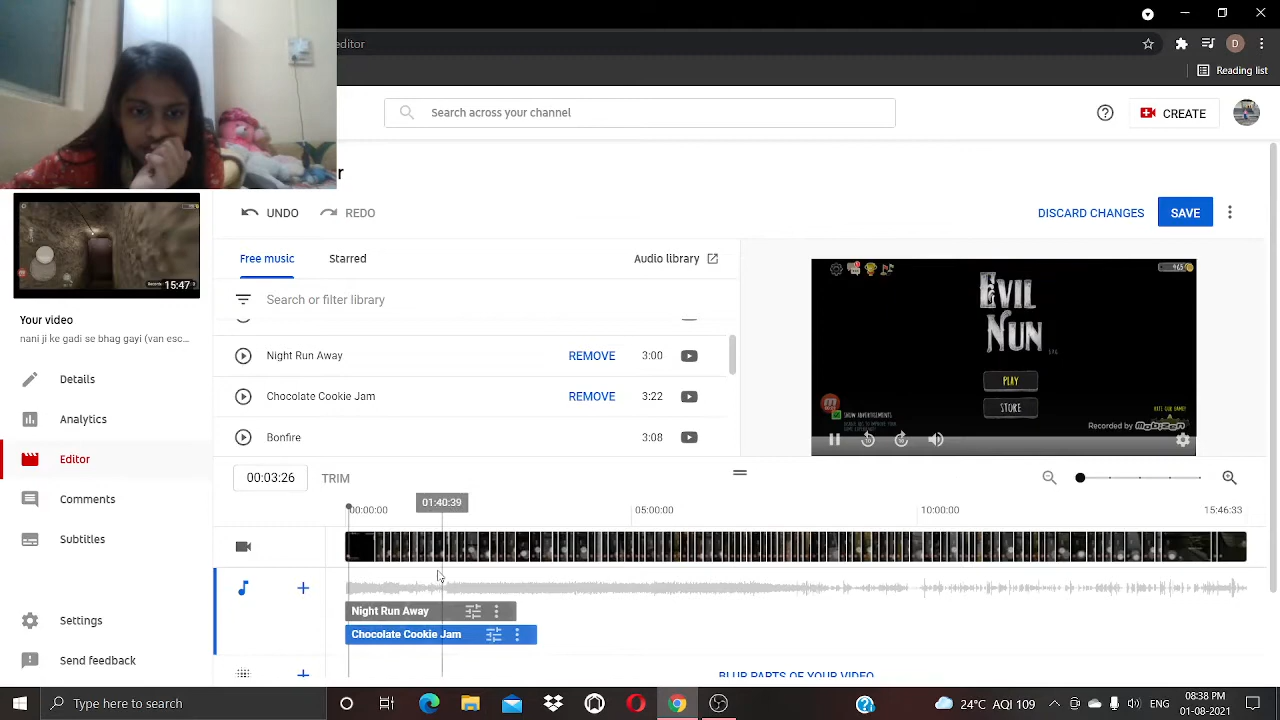 editor
D
Reading list
Search across your channel
CREATE
r
15:47
UNDO
REDO
DISCARD CHANGES
SAVE
Free music
Starred
Audio library
Search or filter library
Your video
nani ji ke gadi se bhag gayi (van esc...
Night Run Away
REMOVE
3:00
Chocolate Cookie Jam
REMOVE
3:22
Bonfire
3:08
EVIL
NUN
PLAY
STORE
SHOW ADVERTISEMENTS
RATE OUR GAME!
Recorded by
Details
Analytics
Editor
Comments
Subtitles
Settings
Send feedback
00:03:26
TRIM
01:40:39
00:00:00
05:00:00
10:00:00
15:46:33
Night Run Away
Chocolate Cookie Jam
BLUR PARTS OF YOUR VIDEO
Type here to search
24°C AQI 109
08:38 PM
01-08-2021